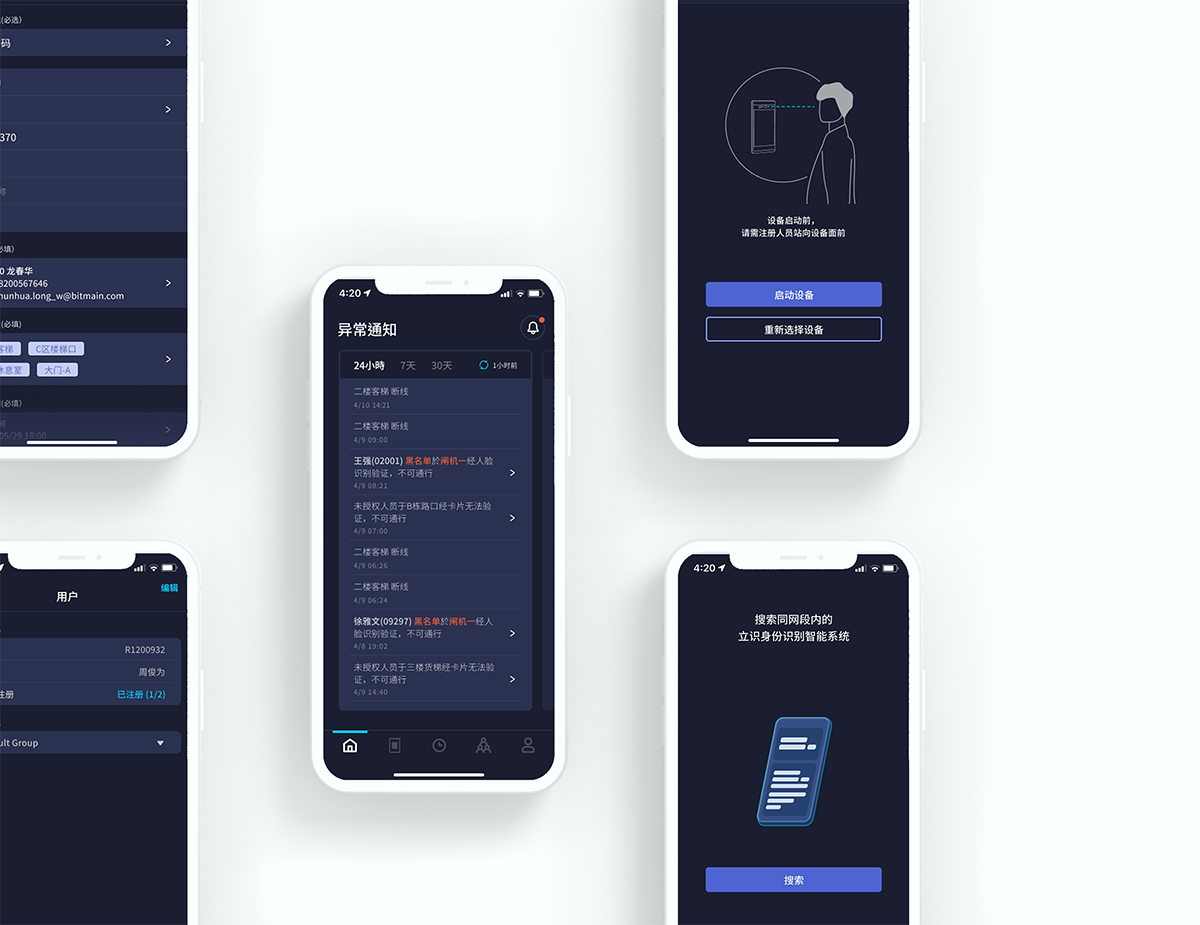 (必选)
码
370
称
必填)
0 龙春华
8200567646
hunhua.long_w@bitmain.com
(必填)
客梯
C区楼梯口
休息室
大门-A
(必填)
05/29 18:00
编辑
用户
R1200932
周俊为
注册
已注册 (1/2)
ult Group
4:20
异常通知
24小時
7天
30天
1小时前
二楼客梯 断线
4/10 14:21
二楼客梯 断线
4/9 09:00
王强(02001) 黑名单於闸机一经人脸
识别验证，不可通行
4/9 08:21
未授权人员于B栋路口经卡片无法验
证，不可通行
4/9 07:00
二楼客梯 断线
4/9 06:26
二楼客梯 断线
4/9 06:24
徐雅文(09297) 黑名单於闸机一经人
脸识别验证，不可通行
4/8 19:02
未授权人员于三楼货梯经卡片无法验
证，不可通行
4/9 14:40
设备启动前，
请需注册人员站向设备面前
启动设备
重新选择设备
4:20
搜索同网段内的
立识身份识别智能系统
搜索